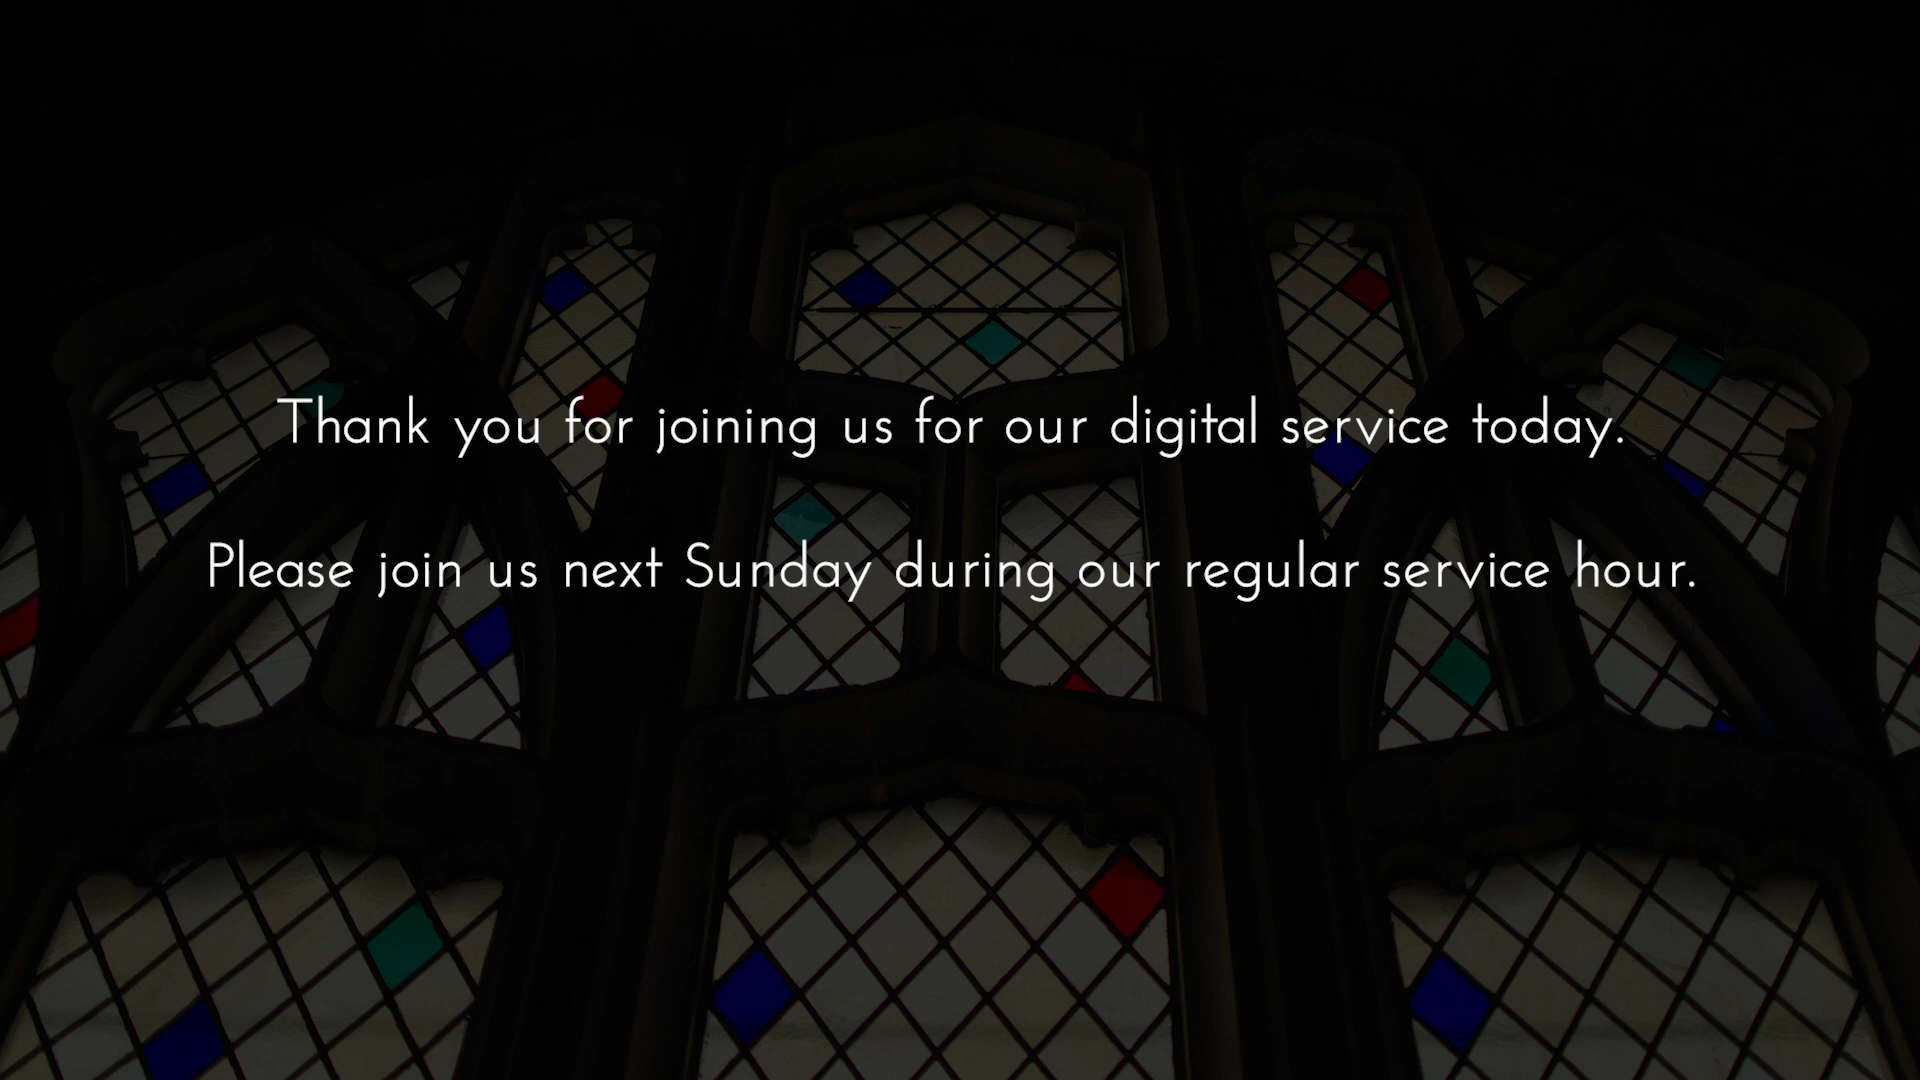 Thank you for joining us for our digital service today.
Please join us next Sunday during our regular service hour.